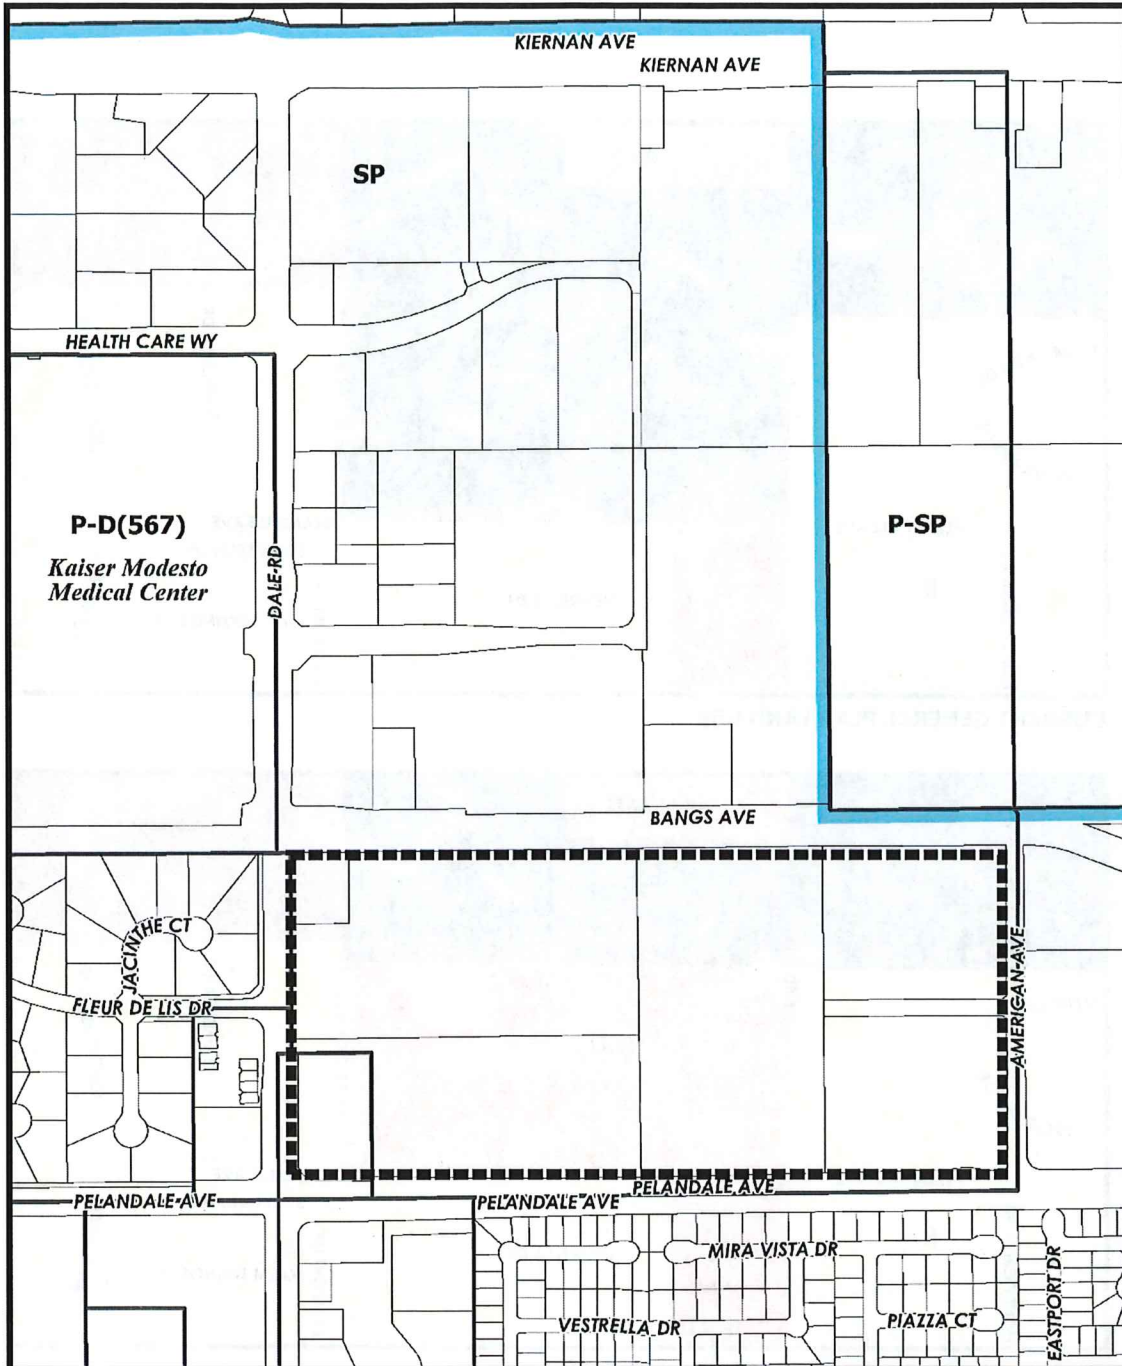 KIERNAN AVE
KIERNAN AVE
SP
HEALTH CARE WY
P-D(567)
Kaiser Modesto
Medical Center
DALE RD
P-SP
BANGS AVE
JACINTHE CT
FLEUR DE LIS DR
AMERICAN AVE
PELANDALE AVE
PELANDALE AVE
PELANDALE AVE
MIRA VISTA DR
VESTRELLA DR
PIAZZA CT
EASTPORT DR